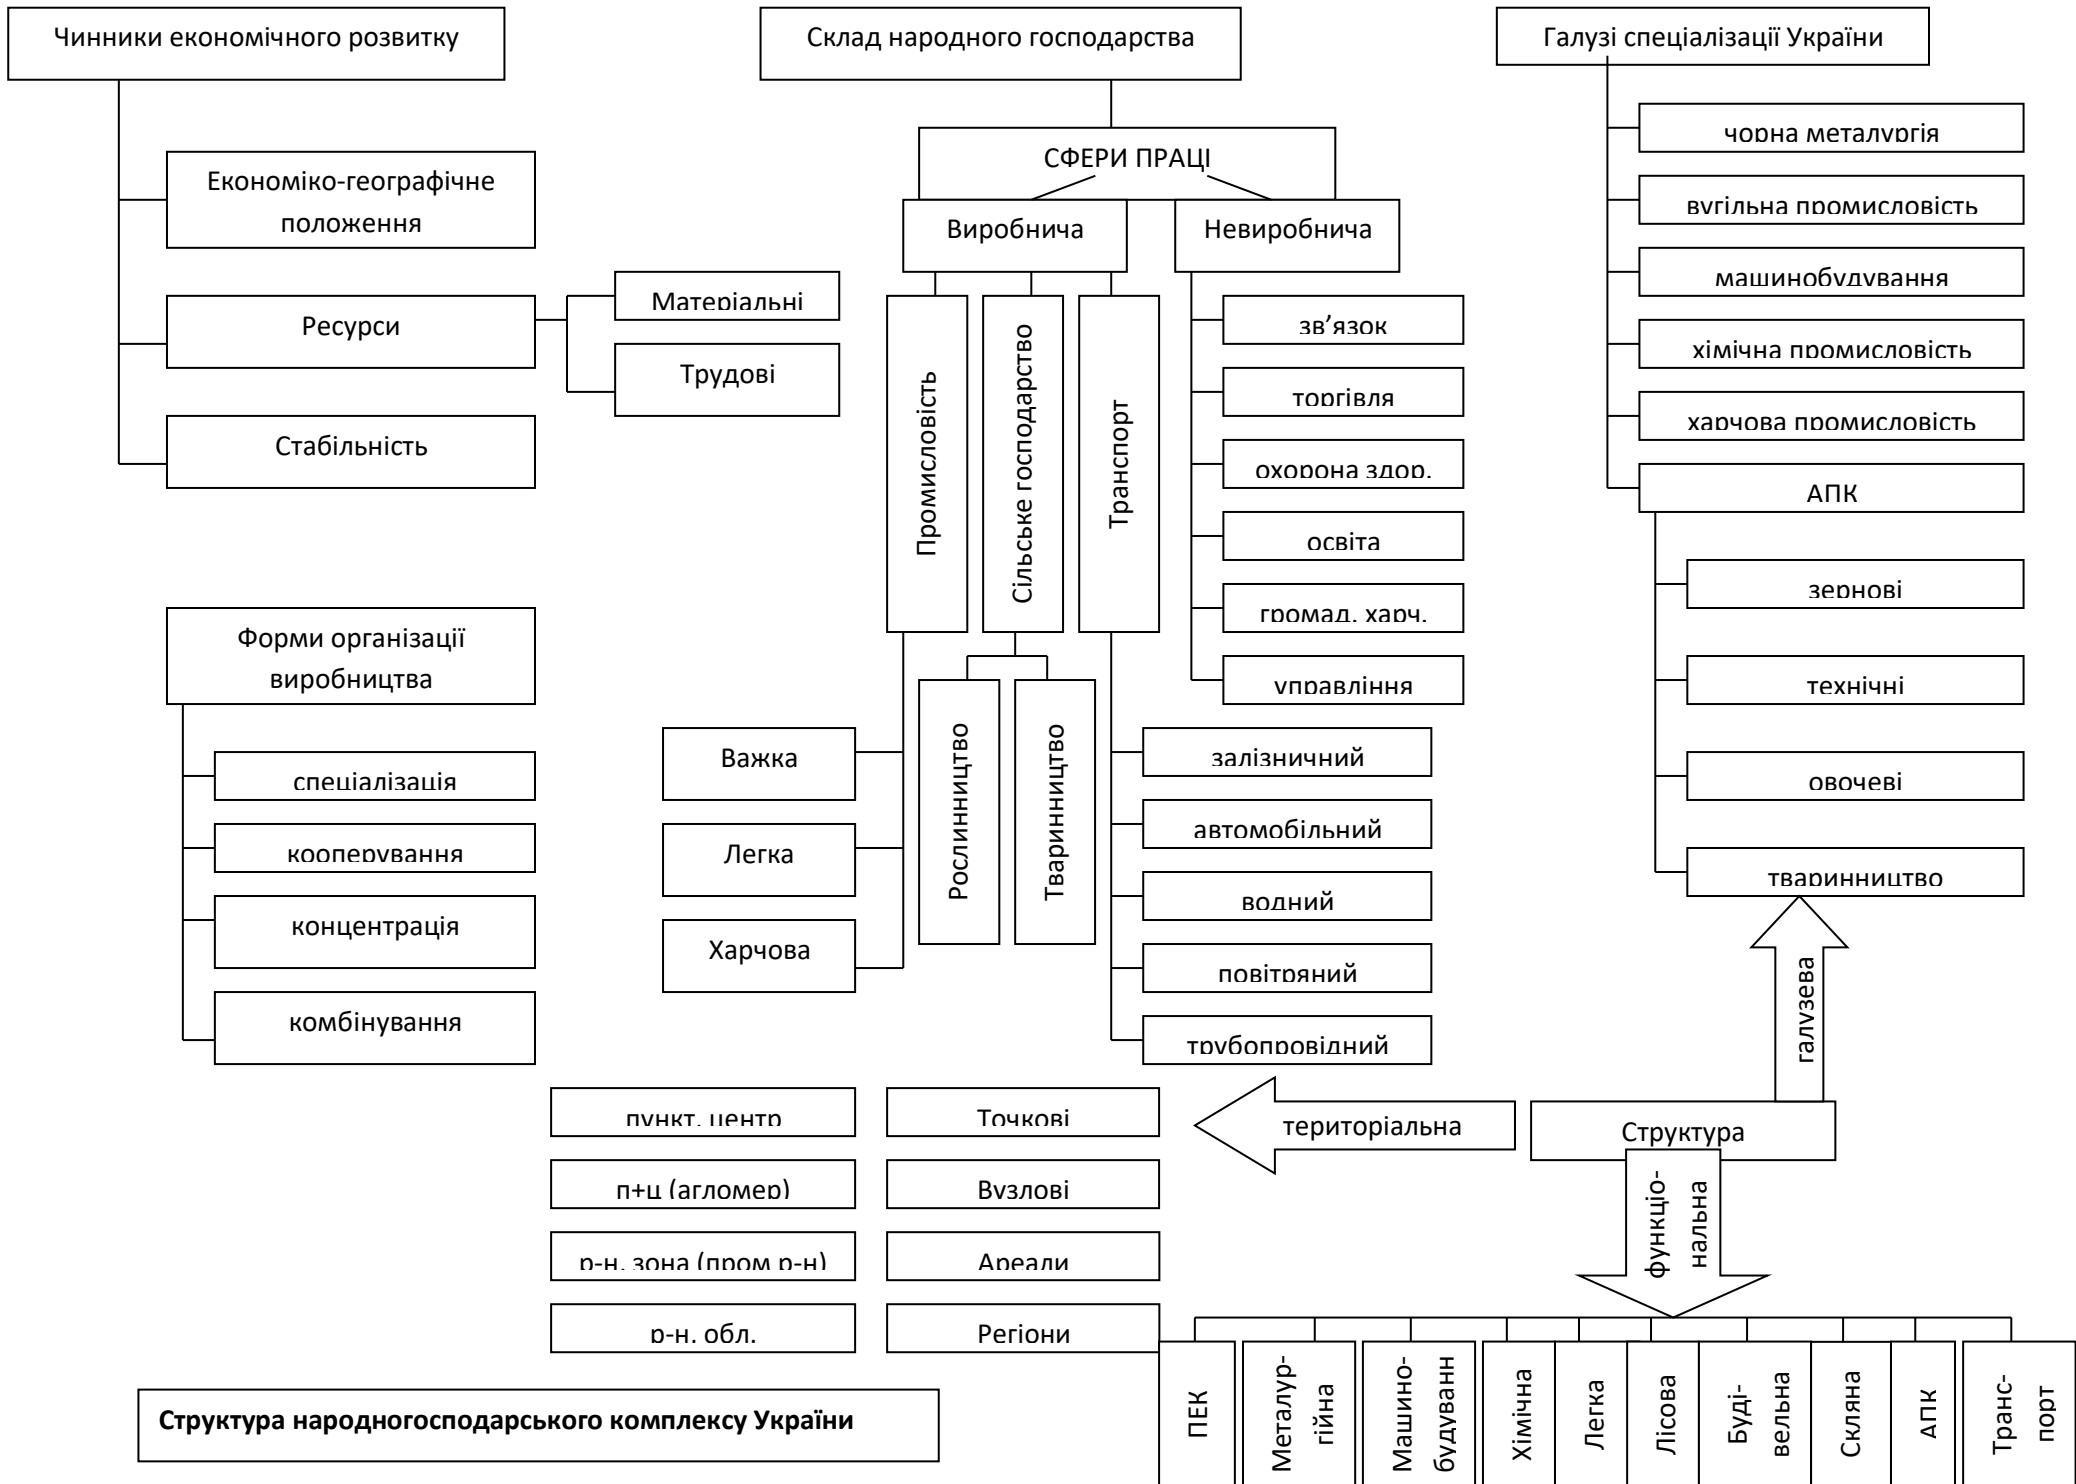 Чинники економічного розвитку
Економіко-географічне
положення
Ресурси
Матеріальні
Трудові
Стабільність
Форми організації
виробництва
спеціалізація
кооперування
концентрація
комбінування
Склад народного господарства
СФЕРИ ПРАЦІ
Виробнича
Невиробнича
Промисловість
Сільське господарство
Транспорт
зв’язок
торгівля
охорона здор.
освіта
громад. харч.
управління
Важка
Легка
Харчова
Рослинництво
Тваринництво
залізничний
автомобільний
водний
повітряний
трубопровідний
Галузі спеціалізації України
чорна металургія
вугільна промисловість
машинобудування
хімічна промисловість
харчова промисловість
АПК
зернові
технічні
овочеві
тваринництво
галузева
Структура
територіальна
функціо-
нальна
пункт. центр
Точкові
п+ц (агломер)
Вузлові
р-н. зона (пром р-н)
Ареали
р-н. обл.
Регіони
ПЕК
Металур-
гійна
Машино-
будуванн
Хімічна
Легка
Лісова
Буді-
вельна
Скляна
АПК
Транс-
порт
Структура народногосподарського комплексу України